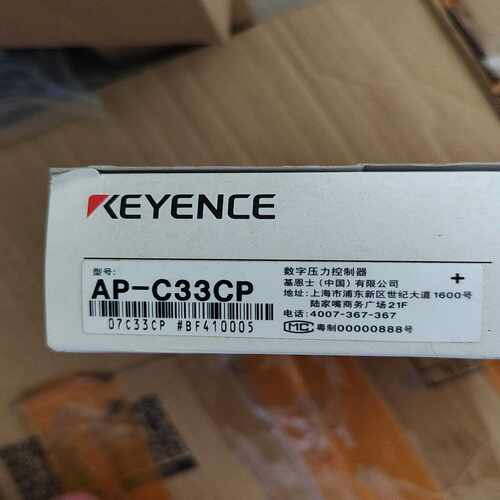 KEYENCE
型号:
AP-C33CP
07C33CP #BF410005
数字压力控制器
基恩士（中国）有限公司
地址: 上海市浦东新区世纪大道1600号
陆家嘴商务广场21F
电话: 4007-367-367
MC 粤制00000888号
+